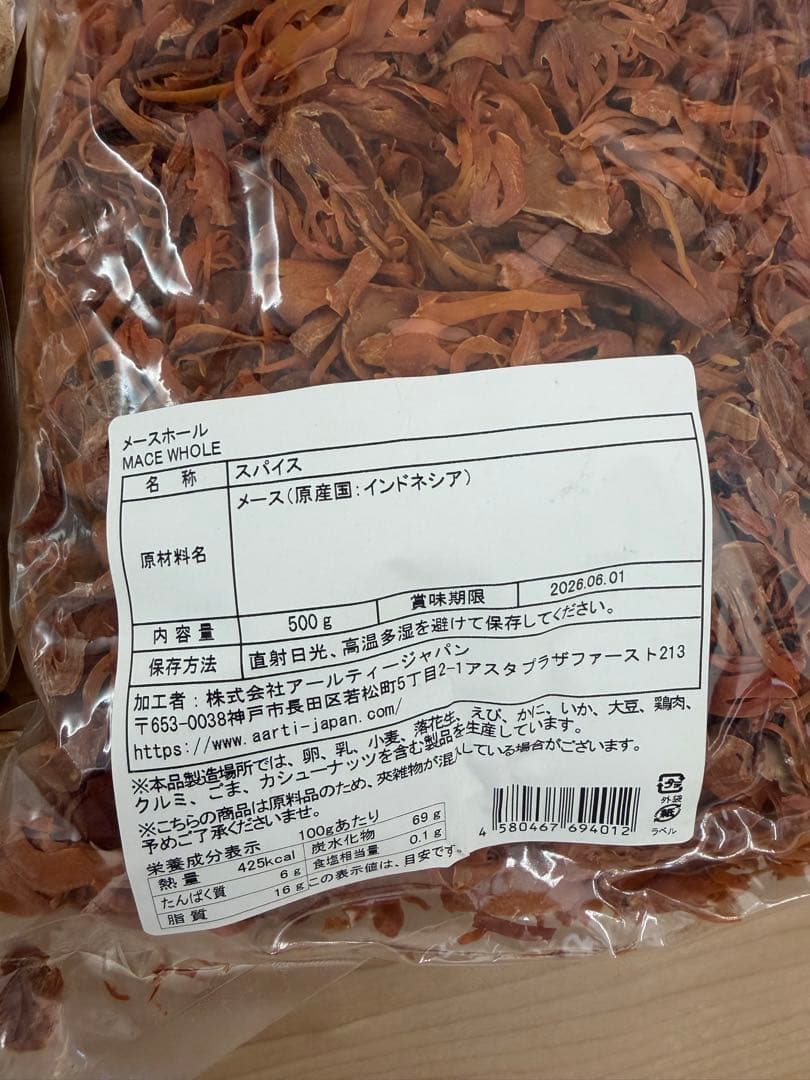 メースホール
MACE WHOLE
名 称 スパイス
原材料名 メース(原産国:インドネシア)
内容量 500g 賞味期限 2026.06.01
保存方法 直射日光、高温多湿を避けて保存してください。
加工者:株式会社アールティージャパン
〒653-0038神戸市長田区若松町5丁目2-1アスタプラザファースト213
https://www.aarti-japan.com/
※本品製造場所では、卵、乳、小麦、落花生、えび、かに、いか、大豆、鶏肉、
クルミ、ごま、カシューナッツを含む製品を生産しています。
※こちらの商品は原料品のため、夾雑物が混入している場合がございます。
予めご了承くださいませ。
栄養成分表示 100gあたり
熱量 425kcal 炭水化物 69g
たんぱく質 6g 食塩相当量 0.1g
脂質 16g この表示値は、目安です。
4 580467 694012
プラ
外袋
紙
ラベル